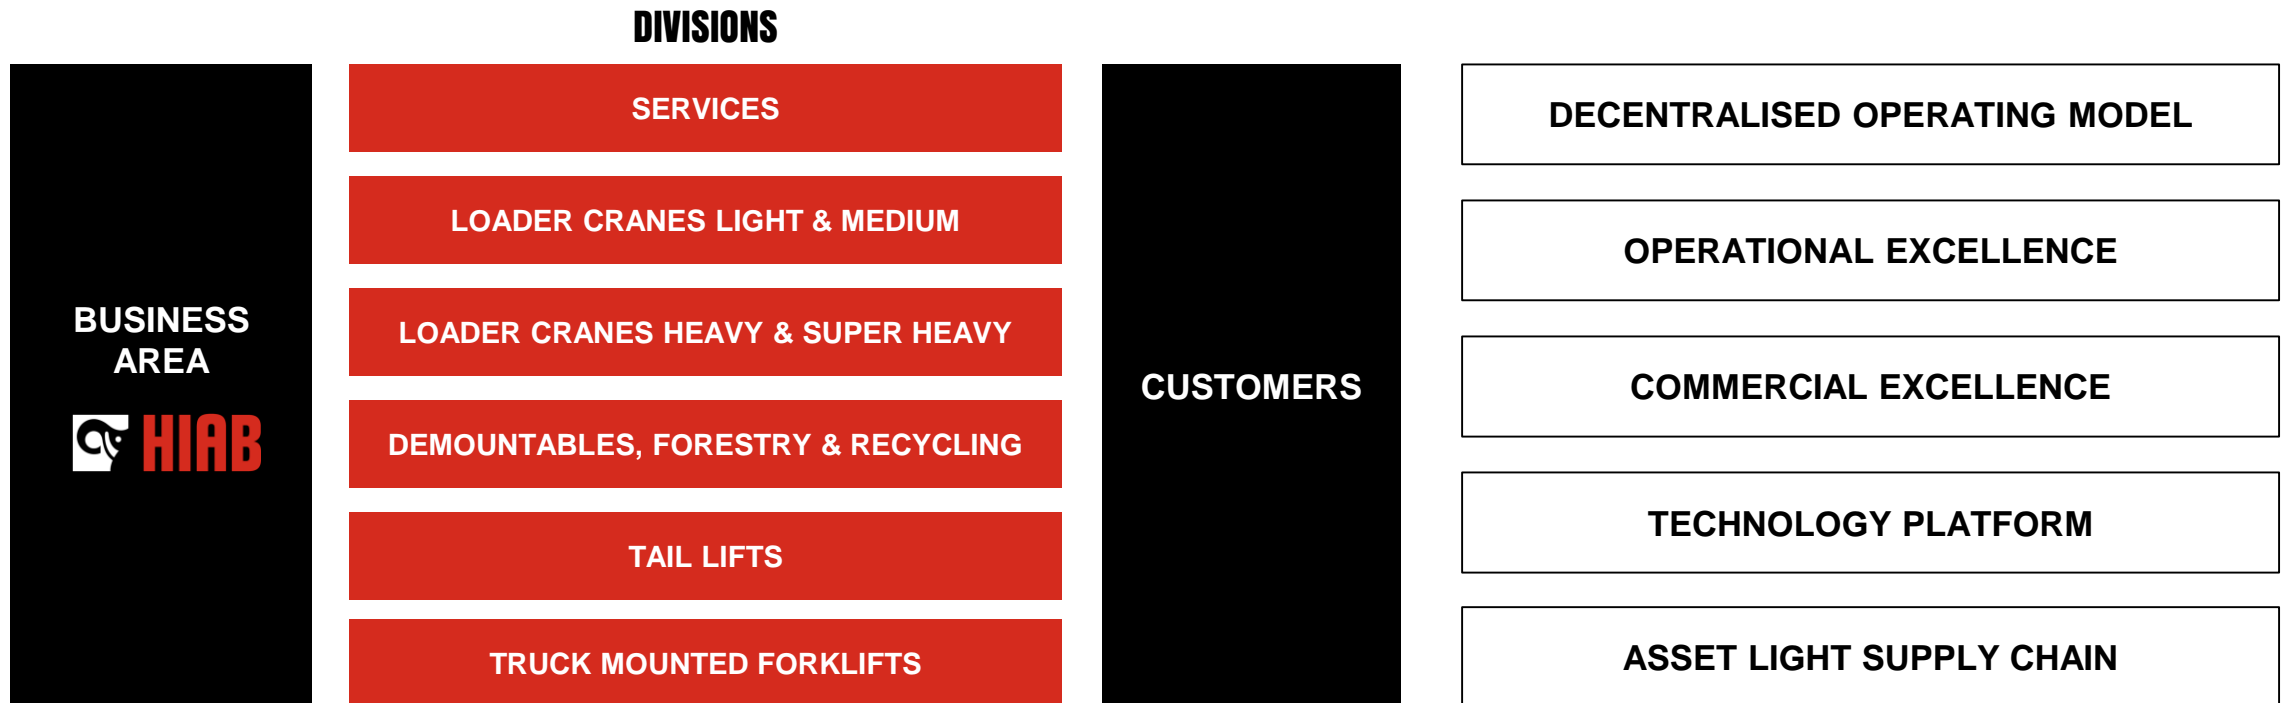 DIVISIONS
BUSINESS
AREA
HIAB
SERVICES
LOADER CRANES LIGHT & MEDIUM
LOADER CRANES HEAVY & SUPER HEAVY
DEMOUNTABLES, FORESTRY & RECYCLING
TAIL LIFTS
TRUCK MOUNTED FORKLIFTS
CUSTOMERS
DECENTRALISED OPERATING MODEL
OPERATIONAL EXCELLENCE
COMMERCIAL EXCELLENCE
TECHNOLOGY PLATFORM
ASSET LIGHT SUPPLY CHAIN